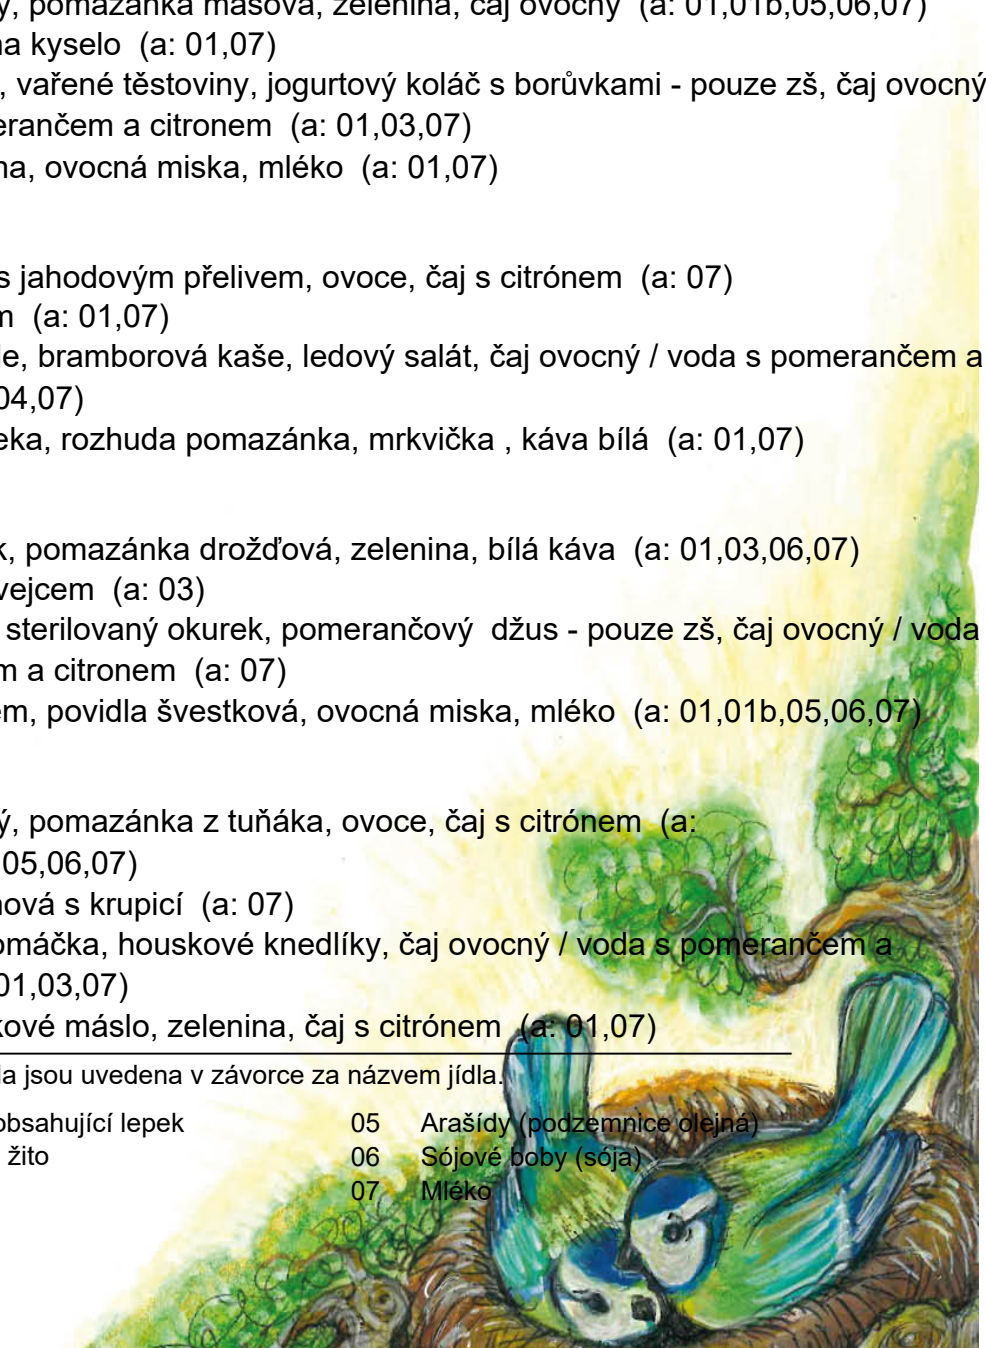 , pomazánka masová, zelenina, čaj ovocný (a: 01,01b,05,06,07)
na kyselo (a: 01,07)
, vařené těstoviny, jogurtový koláč s borůvkami - pouze zš, čaj ovocný
erančem a citronem (a: 01,03,07)
na, ovocná miska, mléko (a: 01,07)
s jahodovým přelivem, ovoce, čaj s citrónem (a: 07)
m (a: 01,07)
le, bramborová kaše, ledový salát, čaj ovocný / voda s pomerančem a
04,07)
eka, rozhuda pomazánka, mrkvička , káva bílá (a: 01,07)
k, pomazánka drožďová, zelenina, bílá káva (a: 01,03,06,07)
vejcem (a: 03)
sterilovaný okurek, pomerančový džus - pouze zš, čaj ovocný / voda
m a citronem (a: 07)
em, povidla švestková, ovocná miska, mléko (a: 01,01b,05,06,07)
ý, pomazánka z tuňáka, ovoce, čaj s citrónem (a:
05,06,07)
nová s krupicí (a: 07)
omáčka, houskové knedlíky, čaj ovocný / voda s pomerančem a
01,03,07)
kové máslo, zelenina, čaj s citrónem (a: 01,07)
la jsou uvedena v závorce za názvem jídla.
obsahující lepek 05 Arašídy (podzemnice olejná)
žito 06 Sójové boby (sója)
07 Mléko